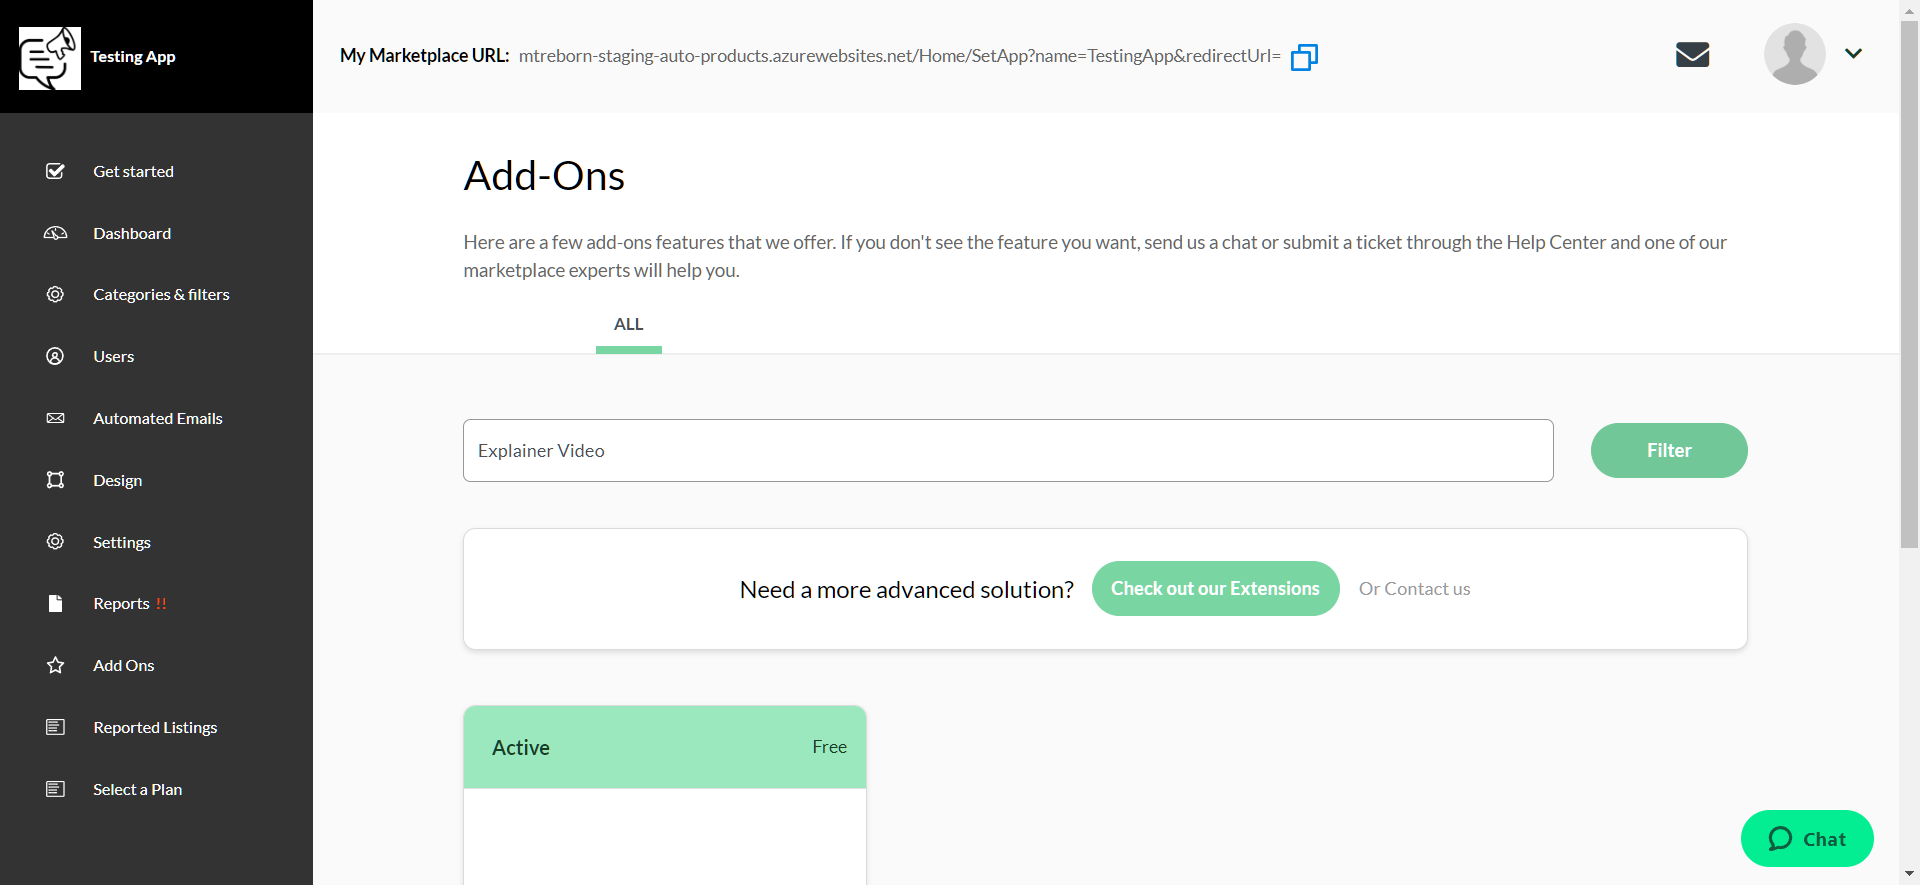 Testing App
My Marketplace URL: mtreborn-staging-auto-products.azurewebsites.net/Home/SetApp?name=TestingApp&redirectUrl=
Get started
Dashboard
Categories & filters
Users
Automated Emails
Design
Settings
Reports !!
Add Ons
Reported Listings
Select a Plan
Add-Ons
Here are a few add-ons features that we offer. If you don't see the feature you want, send us a chat or submit a ticket through the Help Center and one of our
marketplace experts will help you.
ALL
Explainer Video
Filter
Need a more advanced solution? Check out our Extensions Or Contact us
Active Free
Chat